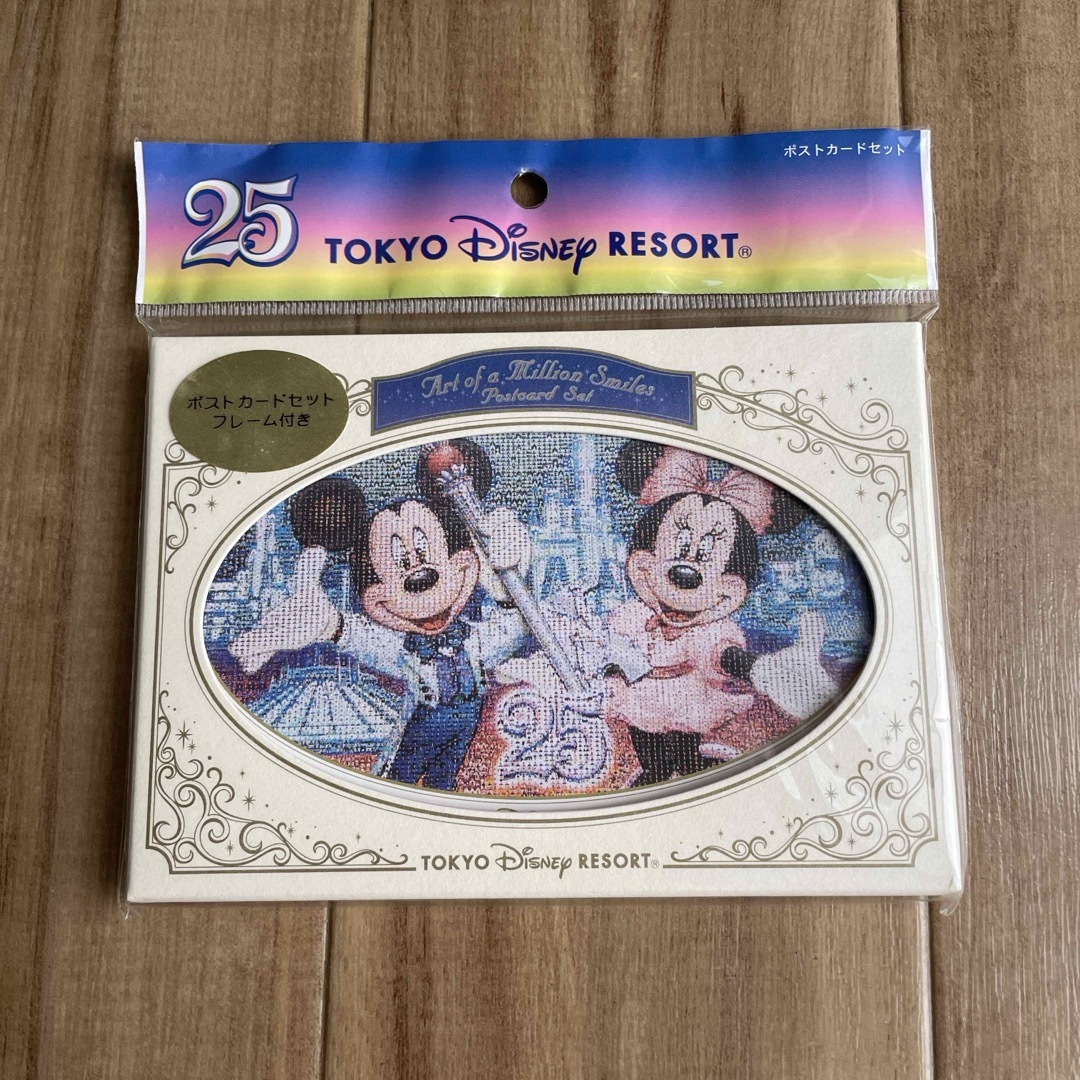 ポストカードセット
25 TOKYO Disney RESORT®
Art of a Million Smiles
Postcard Set
ポストカードセット
フレーム付き
25
TOKYO Disney RESORT®